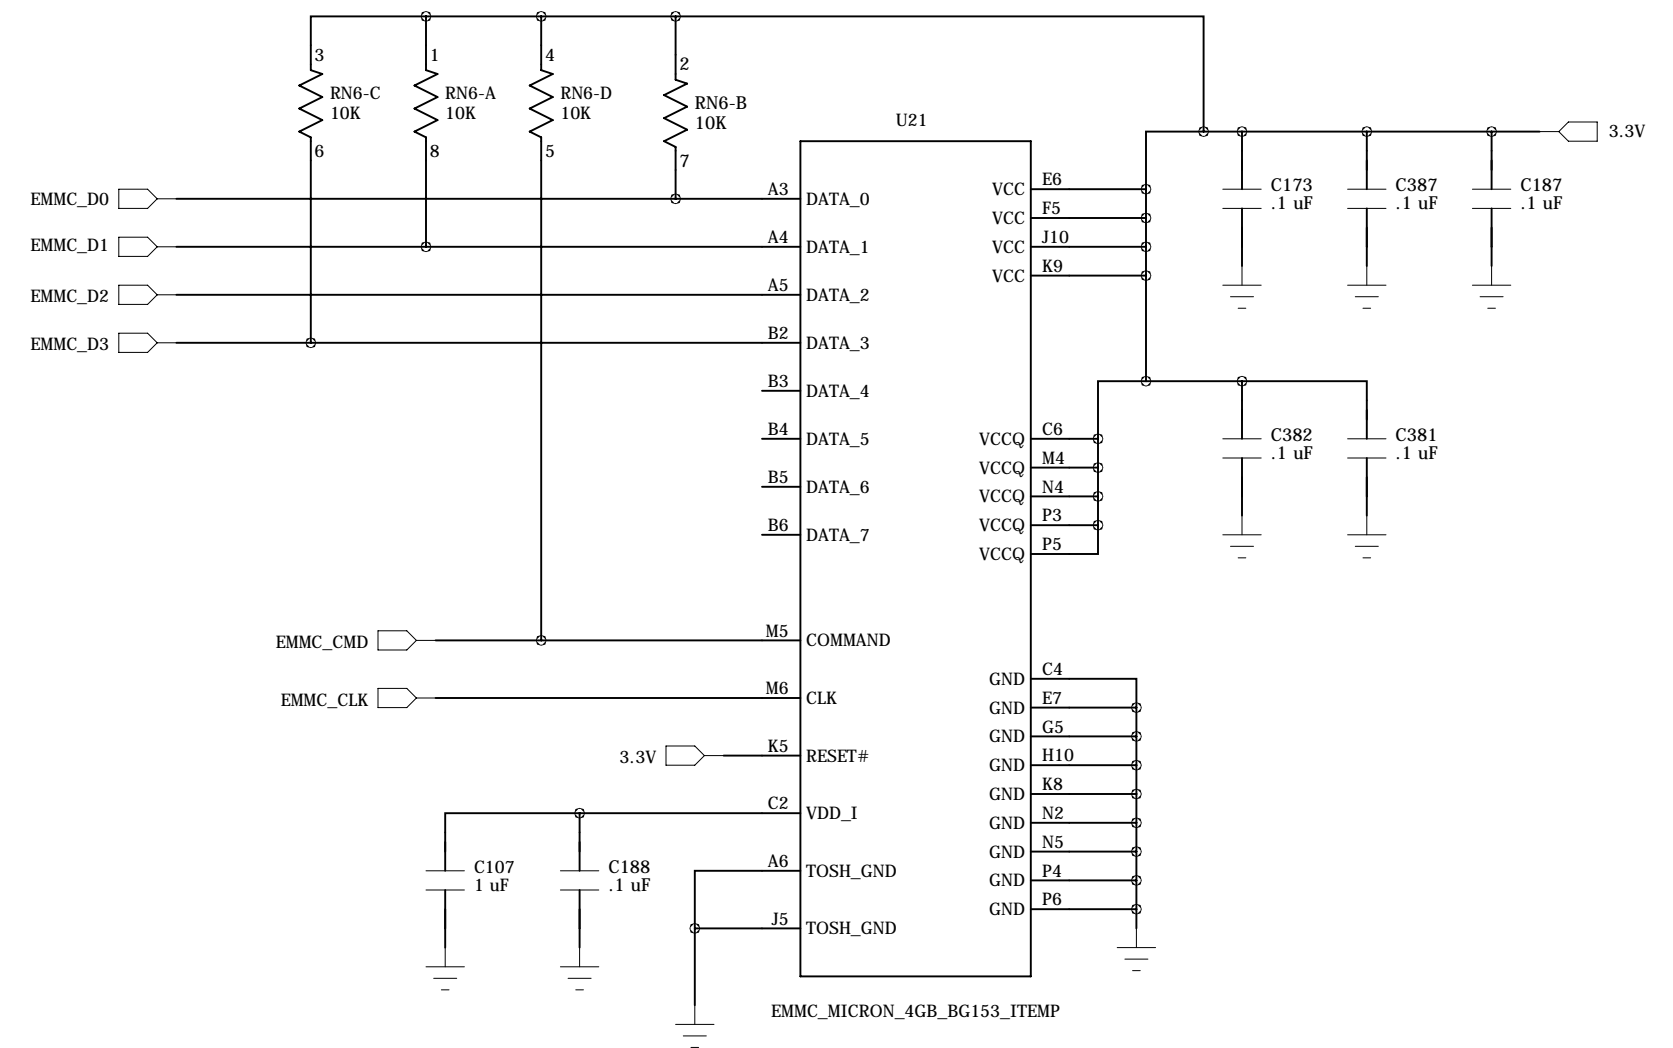 3
1
4
2
RN6-C
10K
RN6-A
10K
RN6-D
10K
RN6-B
10K
6
8
5
7
U21
3.3V
EMMC_D0
A3
DATA_0
EMMC_D1
A4
DATA_1
EMMC_D2
A5
DATA_2
EMMC_D3
B2
DATA_3
B3
DATA_4
B4
DATA_5
B5
DATA_6
B6
DATA_7
EMMC_CMD
M5
COMMAND
EMMC_CLK
M6
CLK
3.3V
K5
RESET#
C2
VDD_I
C107
1 uF
C188
.1 uF
A6
TOSH_GND
J5
TOSH_GND
VCC
E6
VCC
F5
VCC
J10
VCC
K9
C173
.1 uF
C387
.1 uF
C187
.1 uF
VCCQ
C6
VCCQ
M4
VCCQ
N4
VCCQ
P3
VCCQ
P5
C382
.1 uF
C381
.1 uF
GND
C4
GND
E7
GND
G5
GND
H10
GND
K8
GND
N2
GND
N5
GND
P4
GND
P6
EMMC_MICRON_4GB_BG153_ITEMP